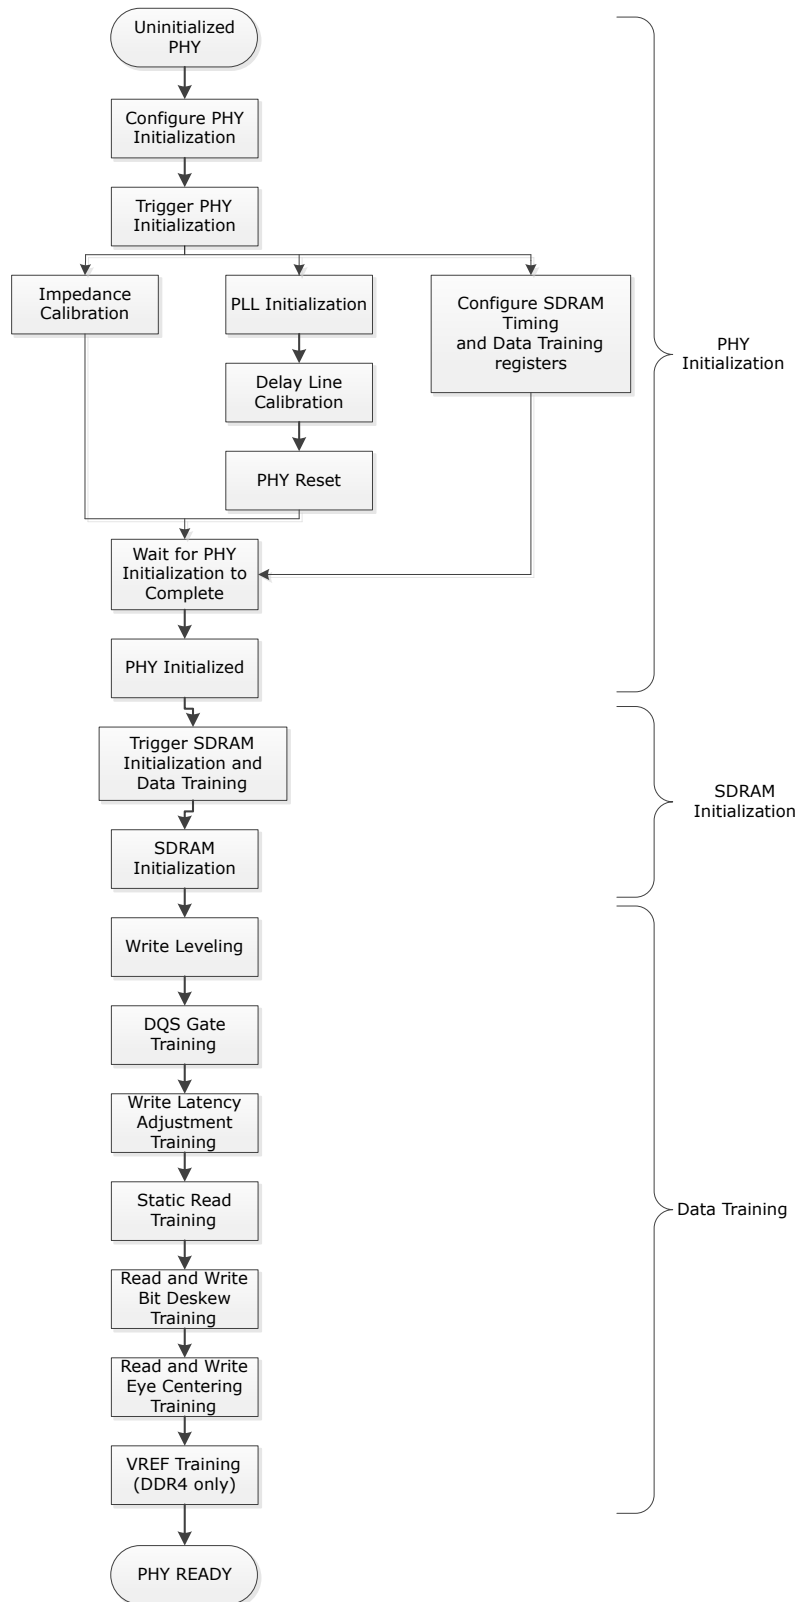 Uninitialized
PHY
Configure PHY
Initialization
Trigger PHY
Initialization
Impedance
Calibration
PLL Initialization
Configure SDRAM
Timing
and Data Training
registers
Delay Line
Calibration
PHY Reset
Wait for PHY
Initialization to
Complete
PHY Initialized
PHY
Initialization
Trigger SDRAM
Initialization and
Data Training
SDRAM
Initialization
SDRAM
Initialization
Write Leveling
DQS Gate
Training
Write Latency
Adjustment
Training
Static Read
Training
Read and Write
Bit Deskew
Training
Read and Write
Eye Centering
Training
VREF Training
(DDR4 only)
Data Training
PHY READY